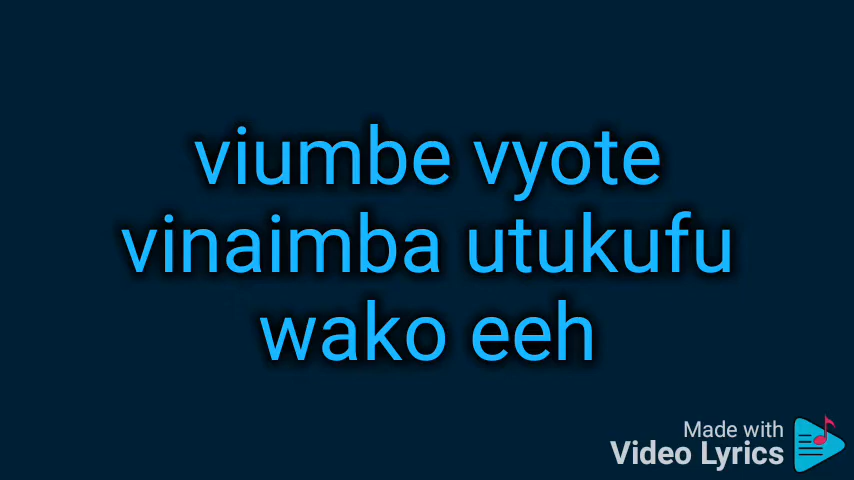 viumbe vyote
vinaimba utukufu
wako eeh
Made with
Video Lyrics